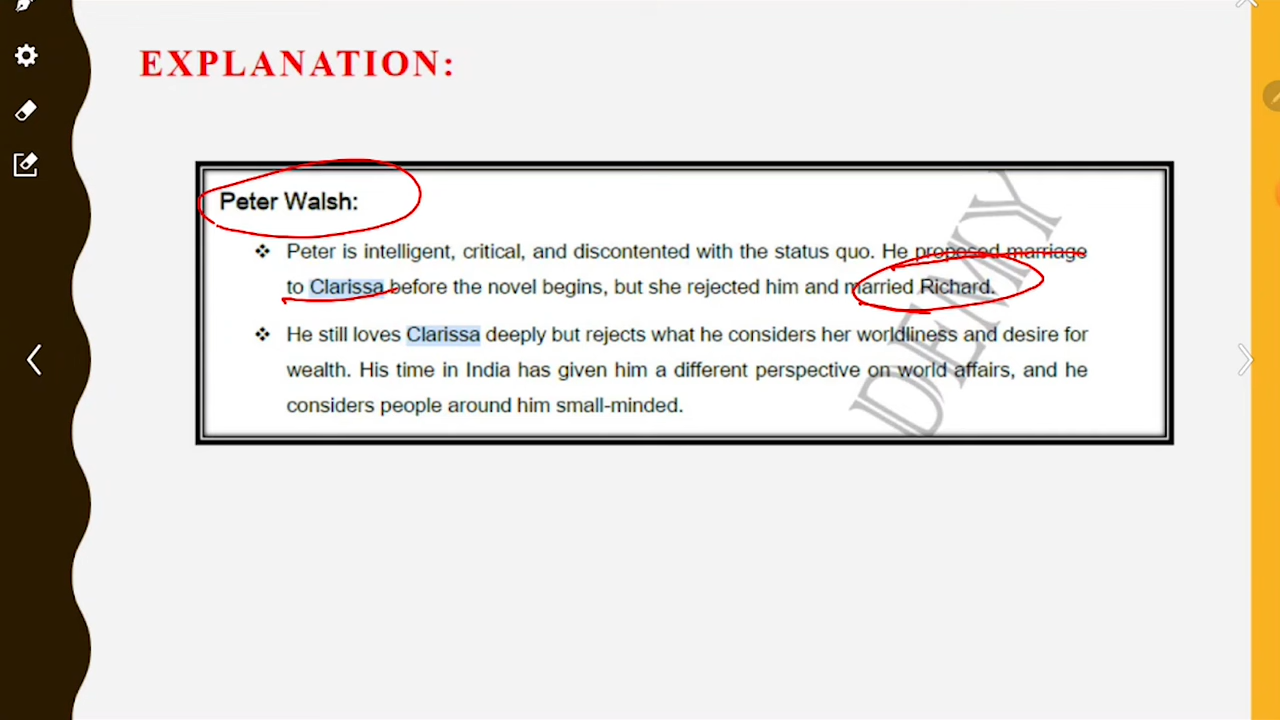 EXPLANATION:
Peter Walsh:
❖ Peter is intelligent, critical, and discontented with the status quo. He proposed marriage
to Clarissa before the novel begins, but she rejected him and married Richard.
❖ He still loves Clarissa deeply but rejects what he considers her worldliness and desire for
wealth. His time in India has given him a different perspective on world affairs, and he
considers people around him small-minded.
DEMY